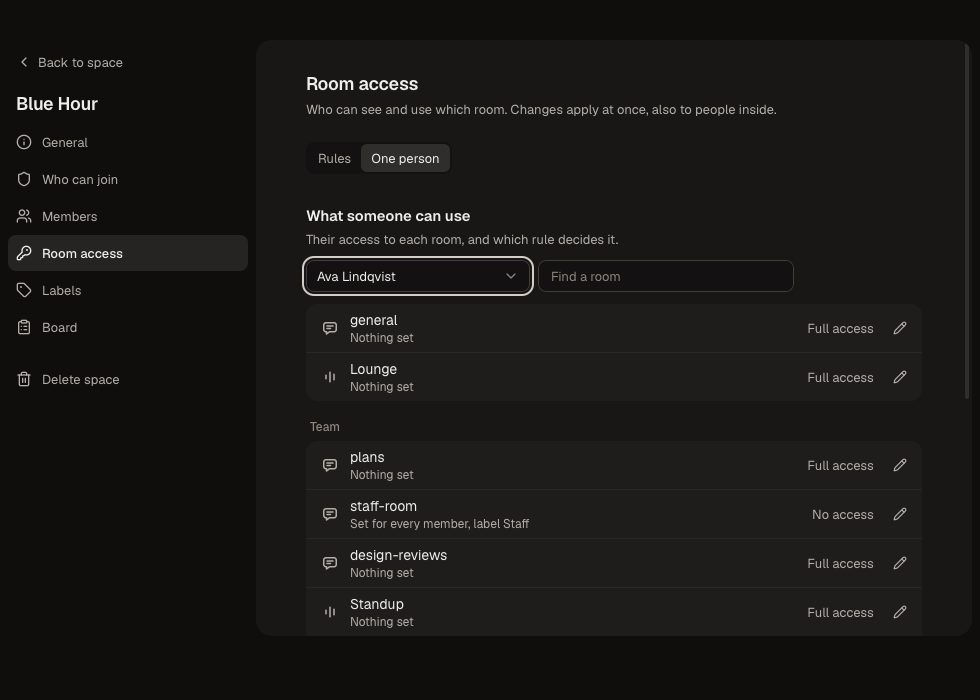 Back to space
Blue Hour
General
Who can join
Members
Room access
Labels
Board
Delete space
Room access
Who can see and use which room. Changes apply at once, also to people inside.
Rules
One person
What someone can use
Their access to each room, and which rule decides it.
Ava Lindqvist
Find a room
general
Nothing set
Full access
Lounge
Nothing set
Full access
Team
plans
Nothing set
Full access
staff-room
Set for every member, label Staff
No access
design-reviews
Nothing set
Full access
Standup
Nothing set
Full access